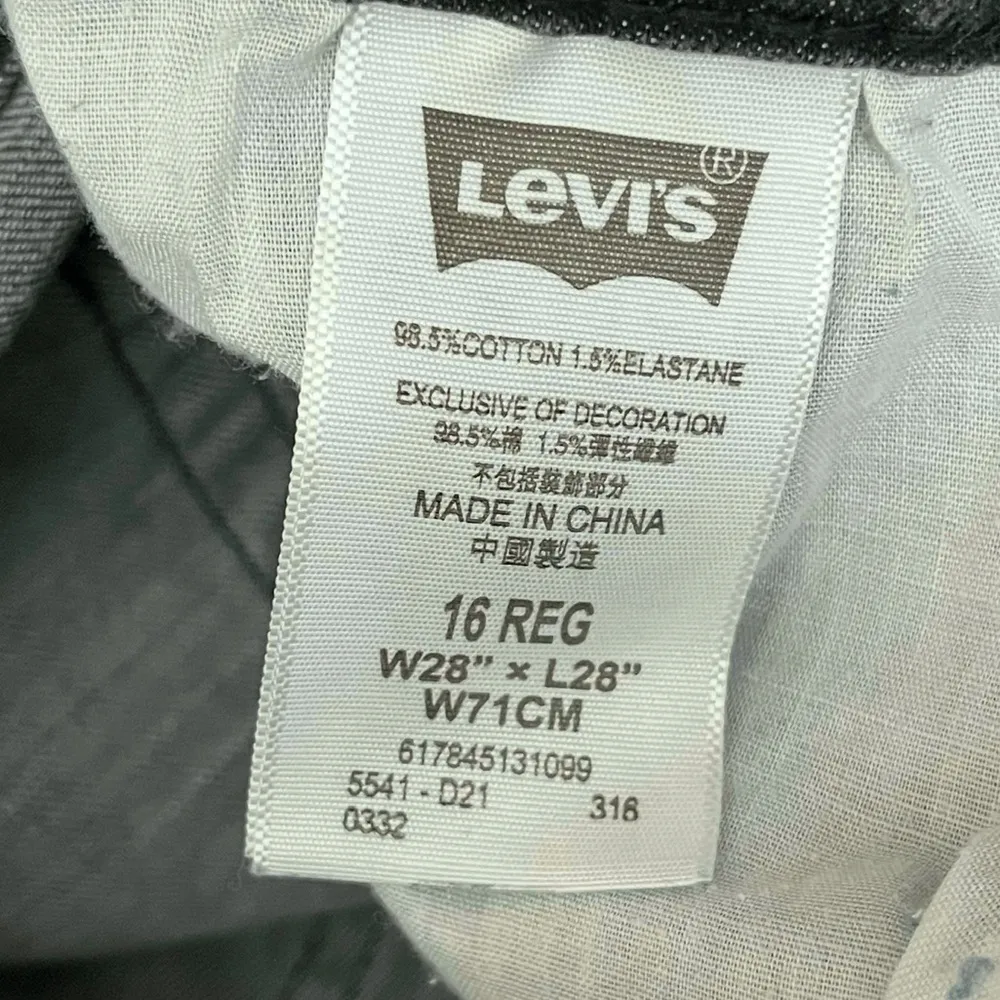 LEVI'S®
98.5%COTTON 1.5%ELASTANE
EXCLUSIVE OF DECORATION
98.5%棉 1.5%彈性纖維
不包括裝飾部分
MADE IN CHINA
中國製造
16 REG
W28” × L28”
W71CM
617845131099
5541 - D21 316
0332